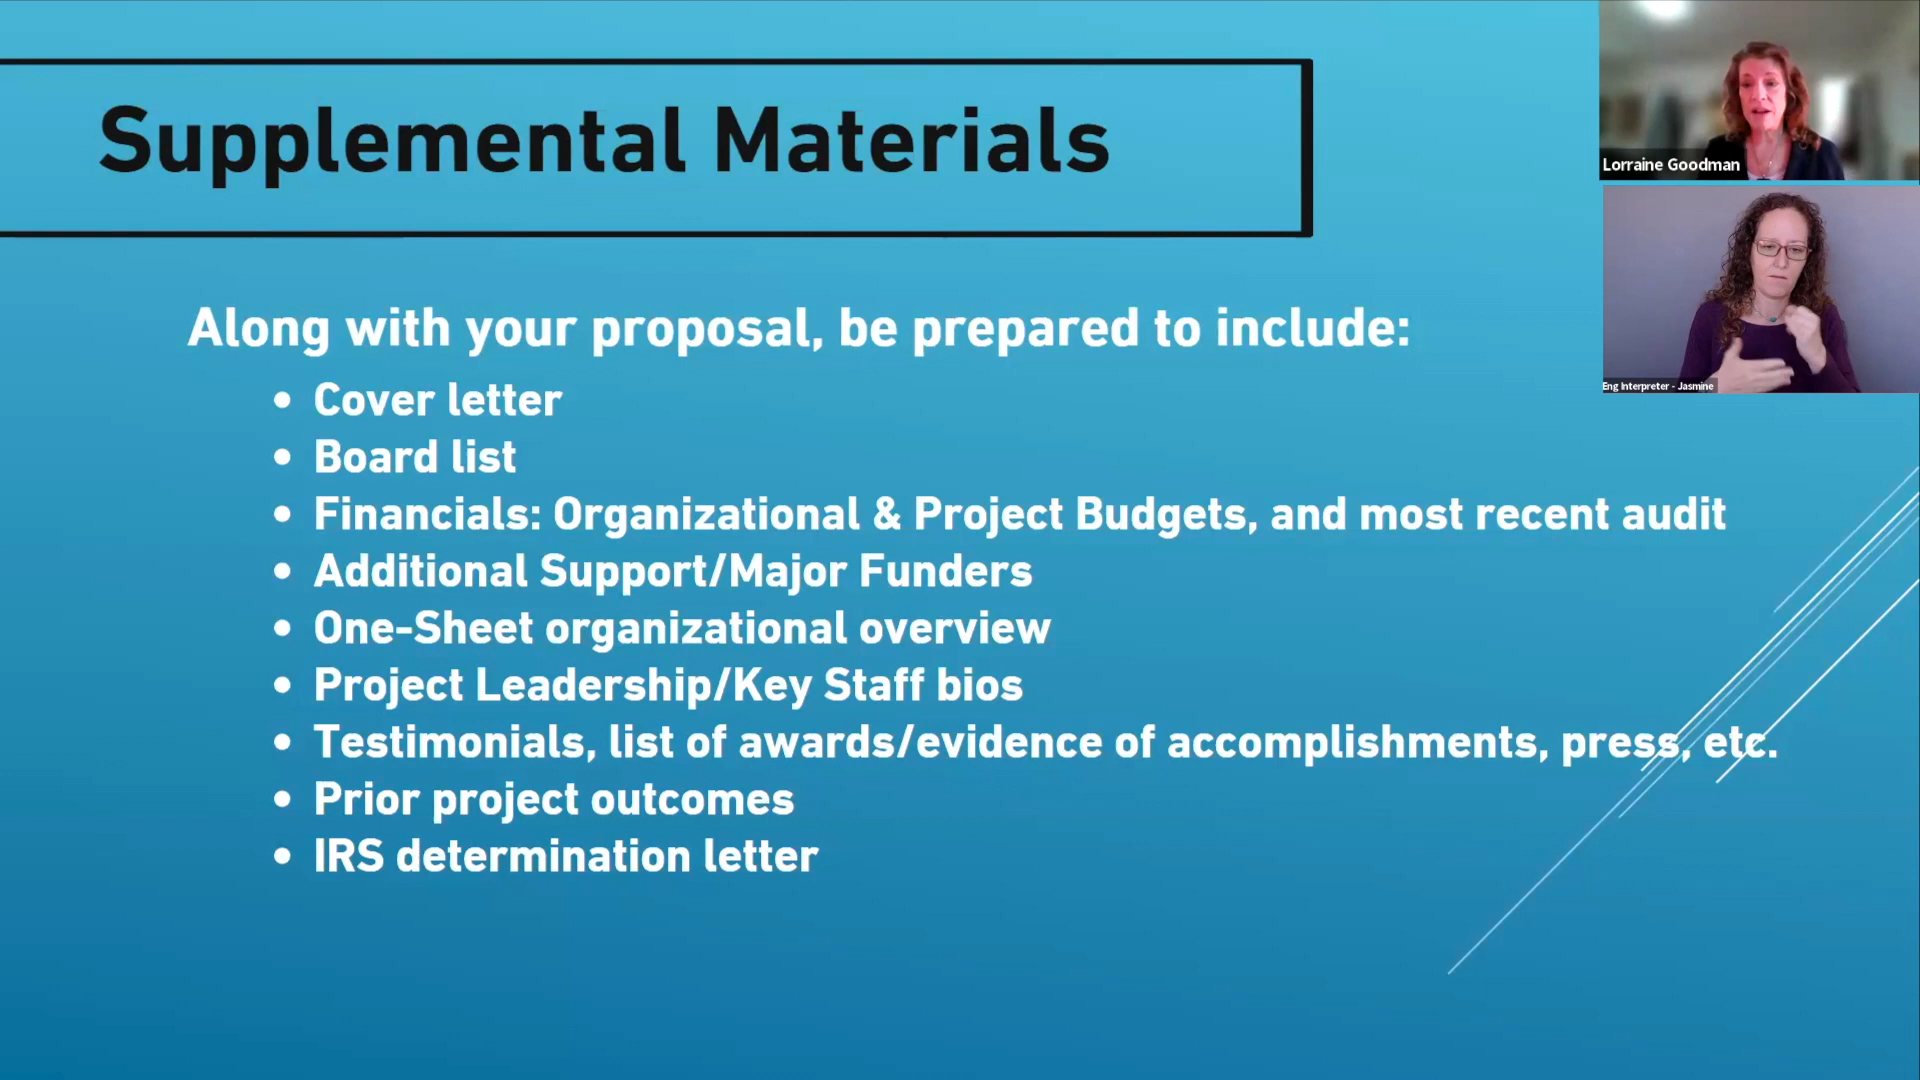 Supplemental Materials
Lorraine Goodman
Eng Interpreter - Jasmine
Along with your proposal, be prepared to include:
• Cover letter
• Board list
• Financials: Organizational & Project Budgets, and most recent audit
• Additional Support/Major Funders
• One-Sheet organizational overview
• Project Leadership/Key Staff bios
• Testimonials, list of awards/evidence of accomplishments, press, etc.
• Prior project outcomes
• IRS determination letter